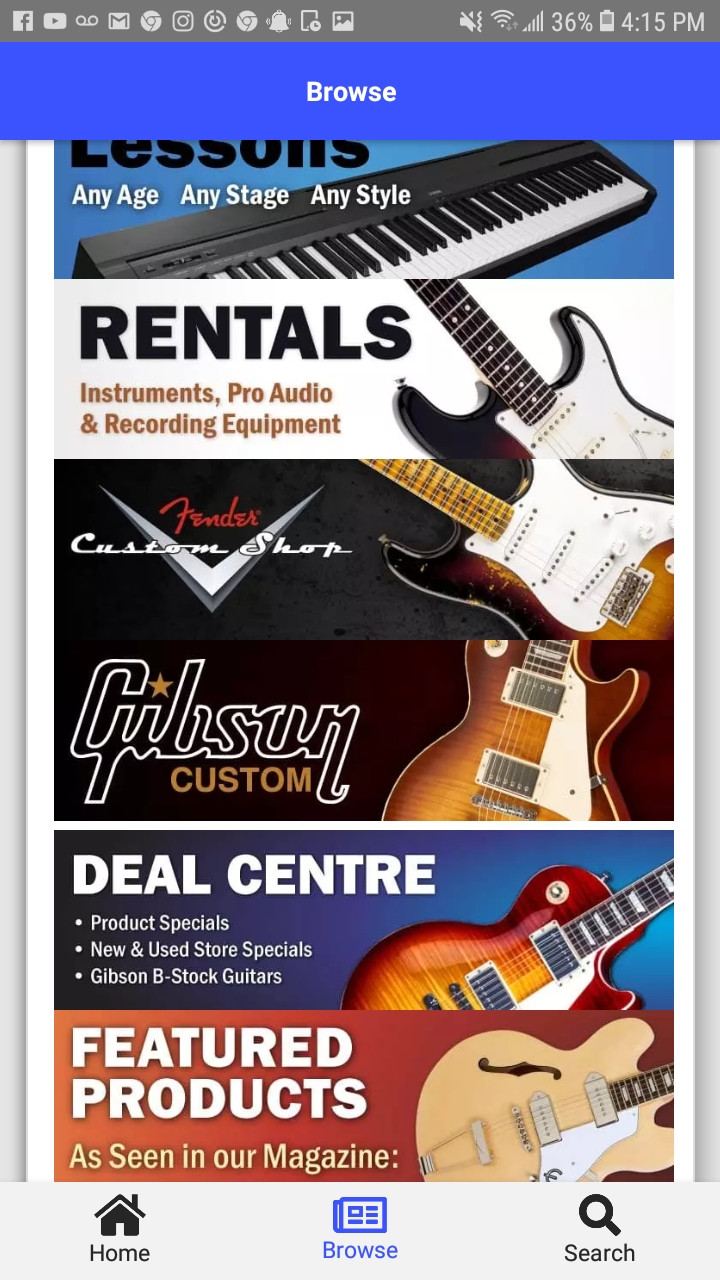 36% 4:15 PM
Browse
Lessons
Any Age Any Stage Any Style
RENTALS
Instruments, Pro Audio
& Recording Equipment
Fender
Custom Shop
Gibson
CUSTOM
DEAL CENTRE
• Product Specials
• New & Used Store Specials
• Gibson B-Stock Guitars
FEATURED
PRODUCTS
As Seen in our Magazine:
Home Browse Search